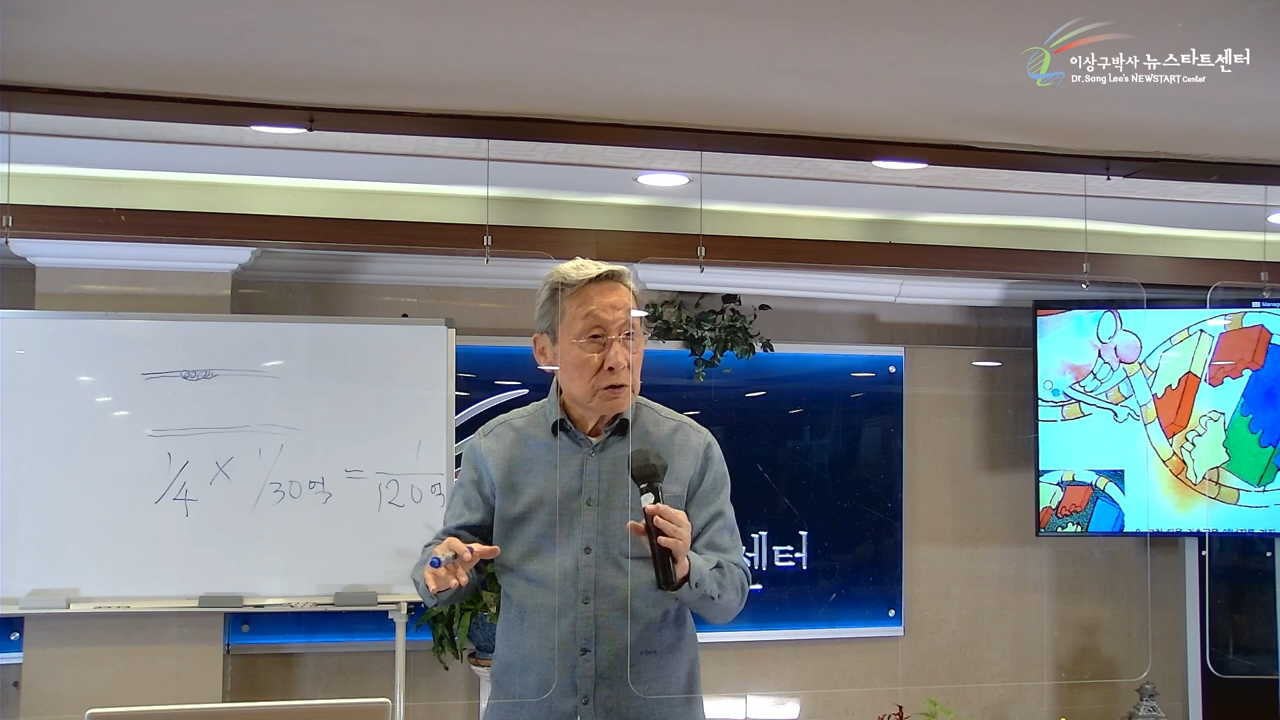 이상구박사 뉴스타트센터
Dr. Sang Lee's NEWSTART Center
1/4 × 1/30억 = 1/120억
센터